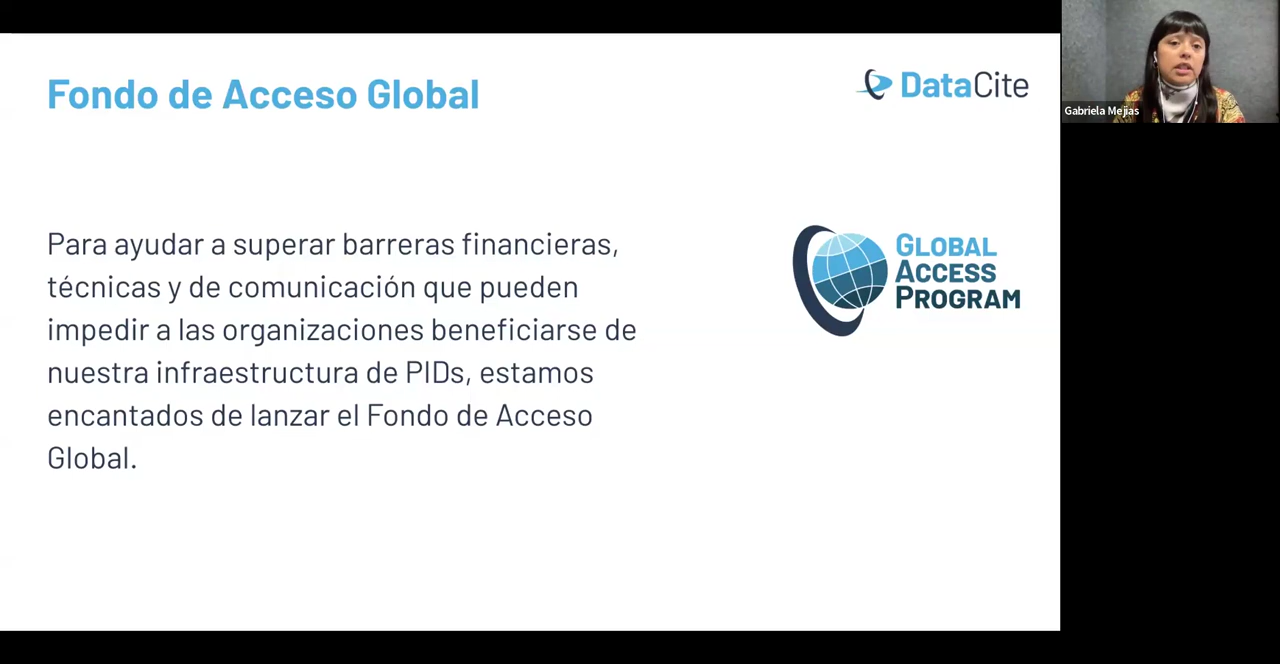 Fondo de Acceso Global
DataCite
Para ayudar a superar barreras financieras,
técnicas y de comunicación que pueden
impedir a las organizaciones beneficiarse de
nuestra infraestructura de PIDs, estamos
encantados de lanzar el Fondo de Acceso
Global.
GLOBAL
ACCESS
PROGRAM
Gabriela Mejias